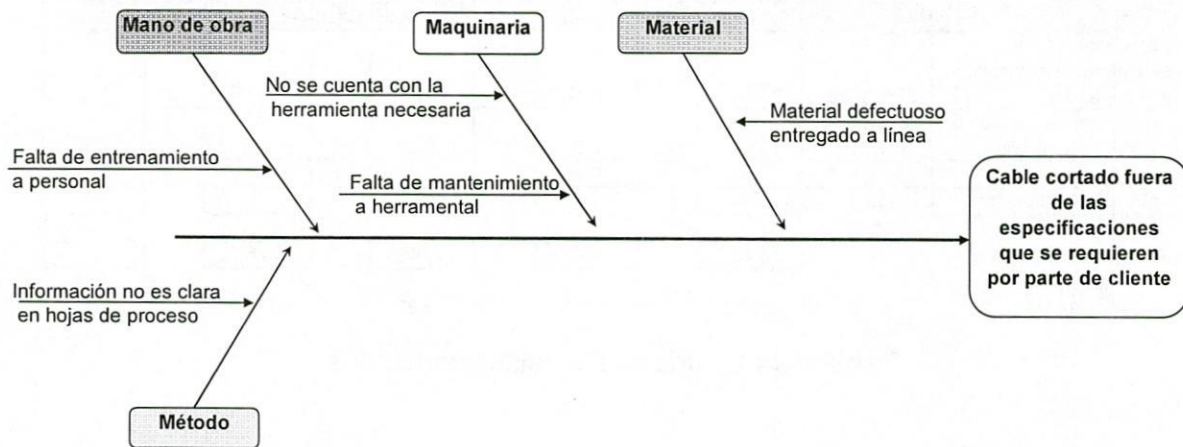 Mano de obra
Maquinaria
Material
No se cuenta con la
herramienta necesaria
Material defectuoso
entregado a línea
Falta de entrenamiento
a personal
Falta de mantenimiento
a herramental
Cable cortado fuera
de las
especificaciones
que se requieren
por parte de cliente
Información no es clara
en hojas de proceso
Método